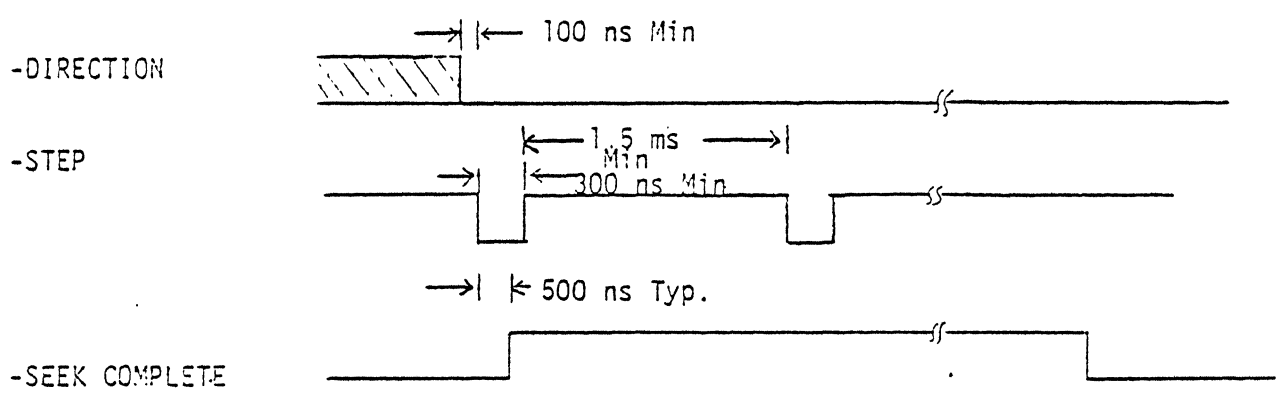 100 ns Min
-DIRECTION
1.5 ms
Min
-STEP
300 ns Min
500 ns Typ.
-SEEK COMPLETE